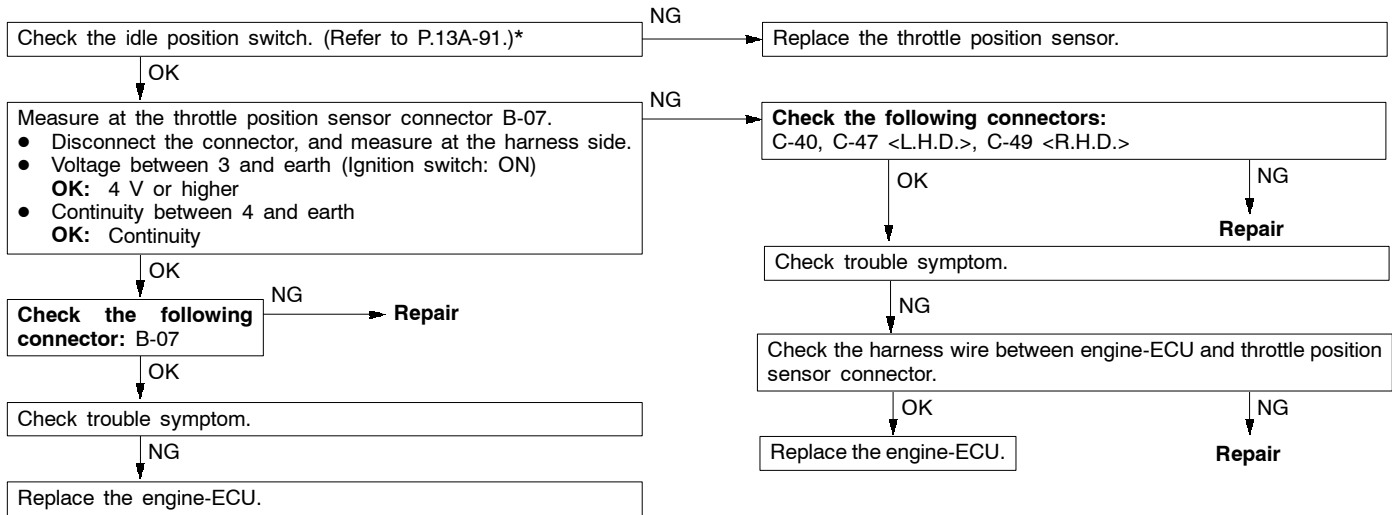 Check the idle position switch. (Refer to P.13A-91.)*
NG
Replace the throttle position sensor.
OK
Measure at the throttle position sensor connector B-07.
● Disconnect the connector, and measure at the harness side.
● Voltage between 3 and earth (Ignition switch: ON)
OK: 4 V or higher
● Continuity between 4 and earth
OK: Continuity
NG
Check the following connectors:
C-40, C-47 <L.H.D.>, C-49 <R.H.D.>
OK
NG
Repair
Check trouble symptom.
NG
Check the harness wire between engine-ECU and throttle position
sensor connector.
OK
NG
Replace the engine-ECU.
Repair
OK
Check the following
connector: B-07
NG
Repair
OK
Check trouble symptom.
NG
Replace the engine-ECU.